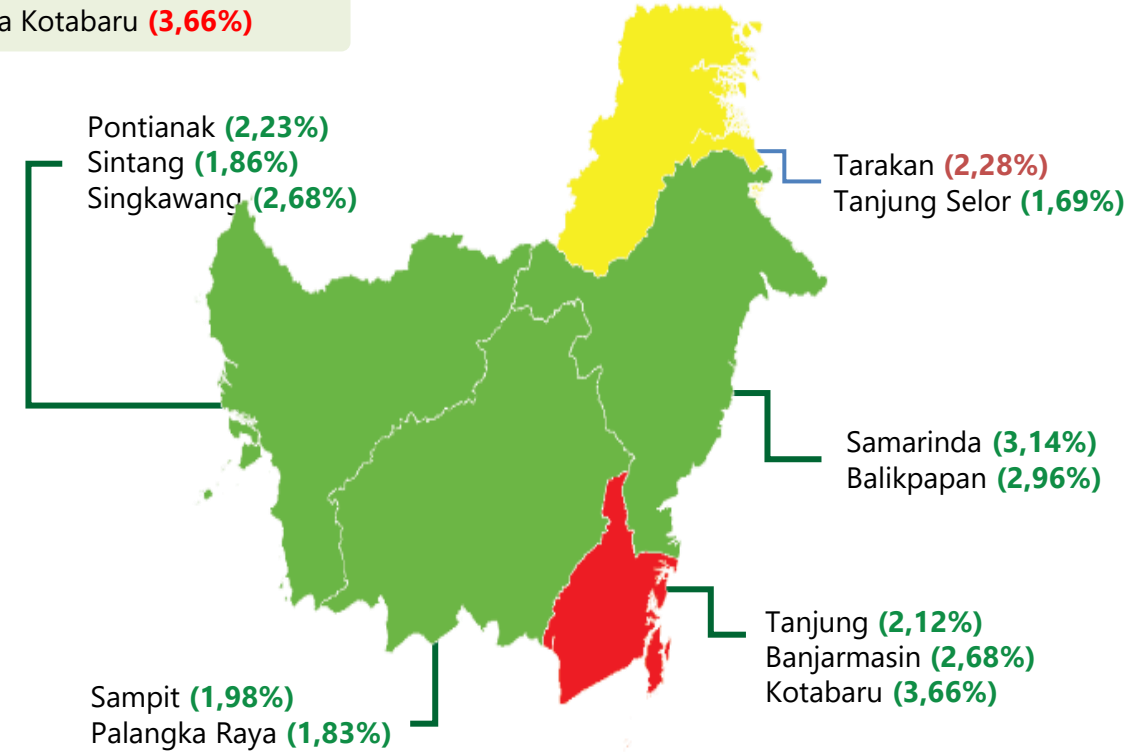 a Kotabaru (3,66%)
Pontianak (2,23%)
Sintang (1,86%)
Singkawang (2,68%)
Tarakan (2,28%)
Tanjung Selor (1,69%)
Samarinda (3,14%)
Balikpapan (2,96%)
Tanjung (2,12%)
Banjarmasin (2,68%)
Kotabaru (3,66%)
Sampit (1,98%)
Palangka Raya (1,83%)